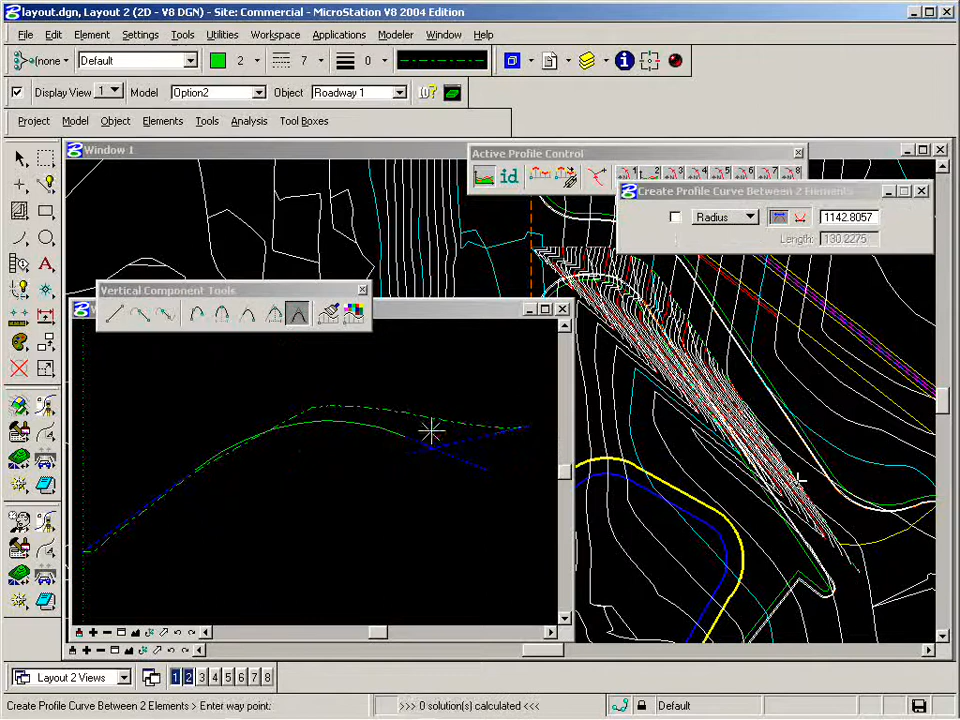 layout.dgn, Layout 2 (2D - V8 DGN) - Site: Commercial - MicroStation V8 2004 Edition
File Edit Element Settings Tools Utilities Workspace Applications Modeler Window Help
(none) Default 2 7 0
Display View 1 Model Option2 Object Roadway 1
Project Model Object Elements Tools Analysis Tool Boxes
Window 1
Active Profile Control
id
Create Profile Curve Between 2 Elements
Radius 1142.8057
Length: 130.2275
Vertical Component Tools
Layout 2 Views 1 2 3 4 5 6 7 8
Create Profile Curve Between 2 Elements > Enter way point: >>> 0 solution(s) calculated <<< Default